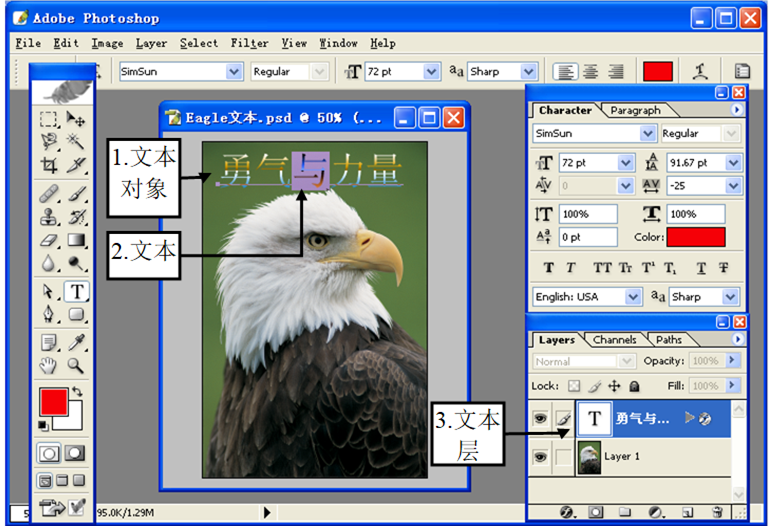 Adobe Photoshop
File Edit Image Layer Select Filter View Window Help
SimSun Regular 72 pt aa Sharp
Eagle文本.psd @ 50% (...
1.文本
对象
勇气与力量
2.文本
3.文本
层
Character Paragraph
SimSun Regular
72 pt 91.67 pt
0 -25
100% 100%
0 pt Color:
T T TT Tr T¹ T₁ T T
English: USA aa Sharp
Layers Channels Paths
Normal Opacity: 100%
Lock: Fill: 100%
T 勇气与...
Layer 1
5 95.0K/1.29M